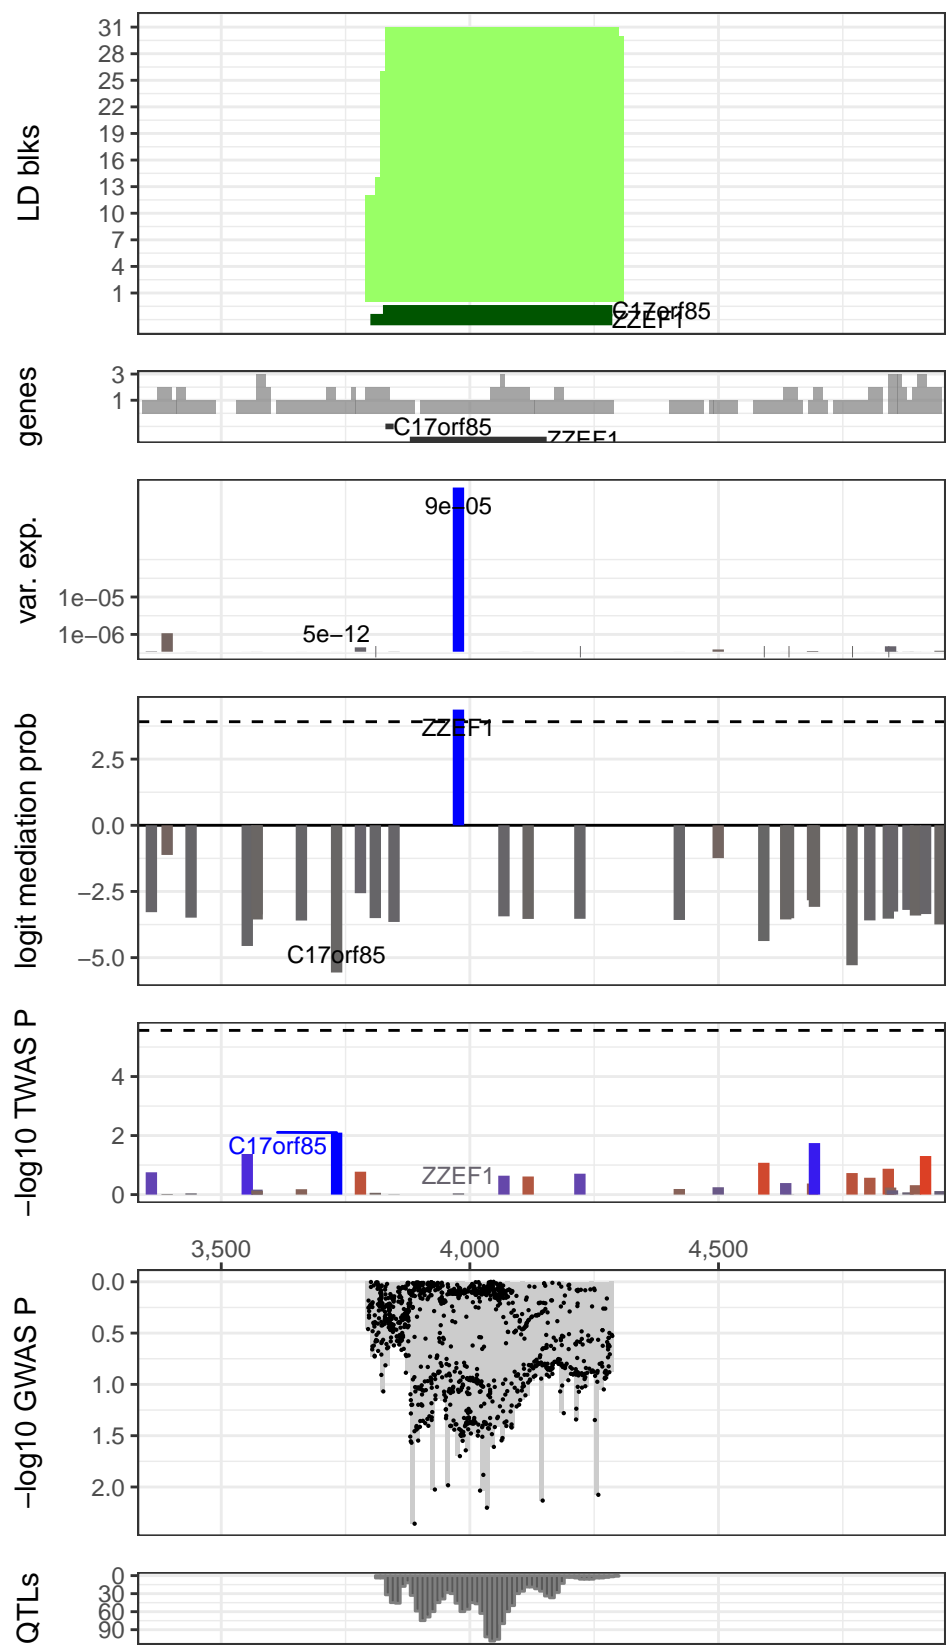 LD blks
31
28
25
22
19
16
13
10
7
4
1
C17orf85
ZZEF1
genes
3
1
C17orf85
ZZEF1
var. exp.
9e−05
1e−05
1e−06
5e−12
logit mediation prob
ZZEF1
2.5
0.0
−2.5
−5.0
C17orf85
−log10 TWAS P
4
2
0
C17orf85
ZZEF1
3,500
4,000
4,500
−log10 GWAS P
0.0
0.5
1.0
1.5
2.0
QTLs
0
30
60
90